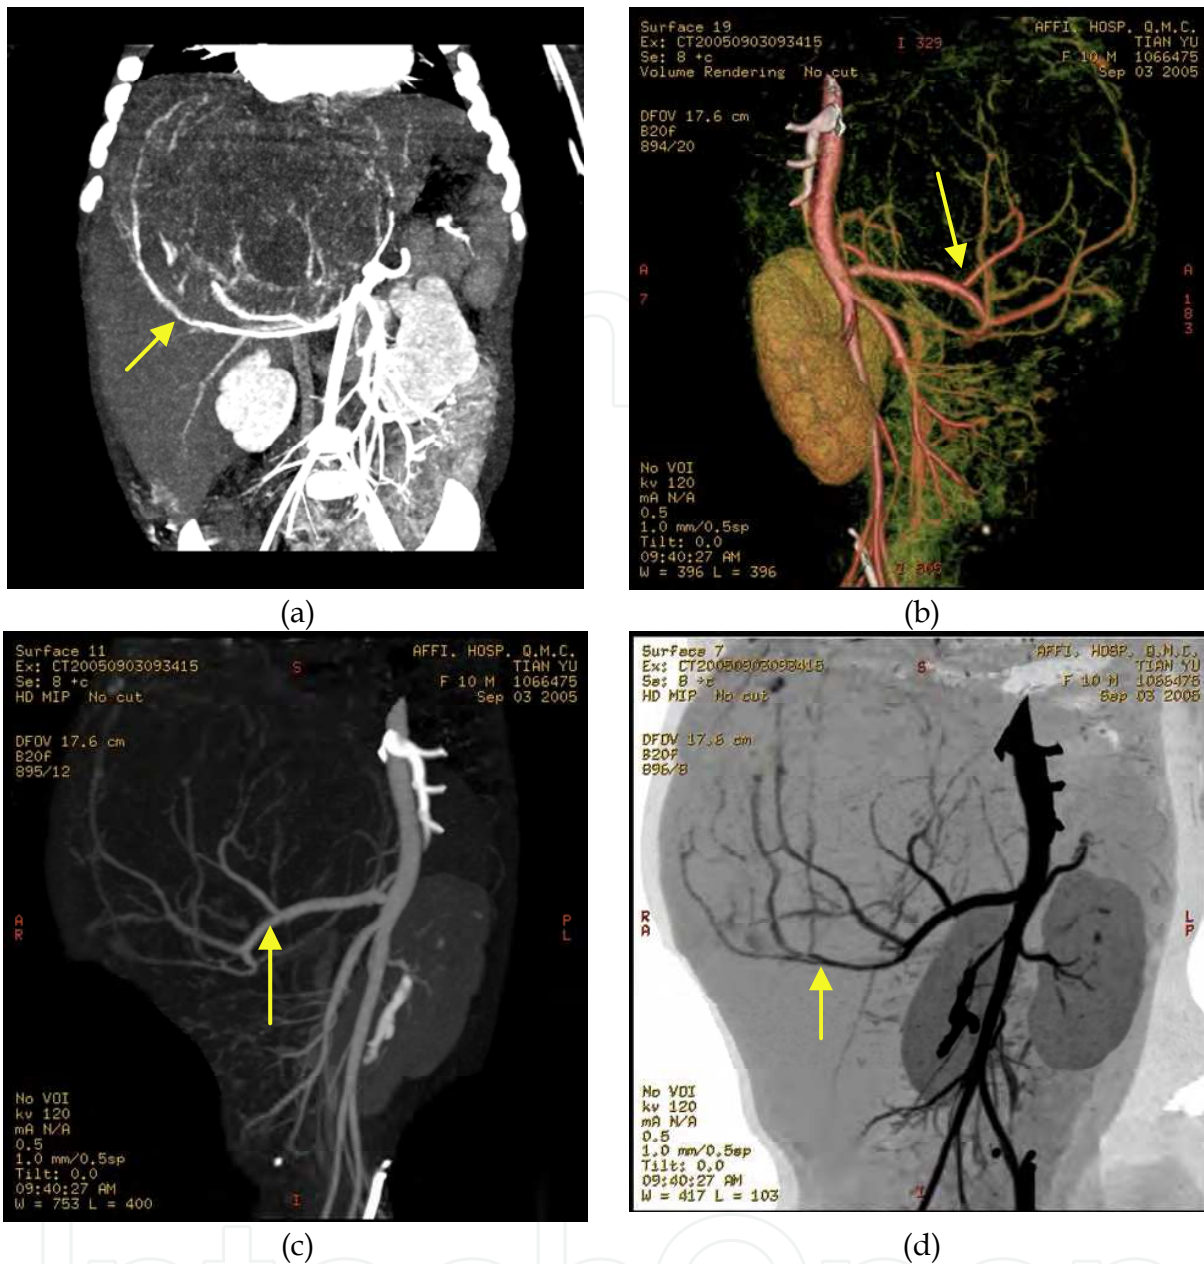 Surface 19
Ex: CT20050903093415
Se: 8 +c
Volume Rendering No cut
AFFI. HOSP. Q.M.C.
TIAN YU
F 10 M 1066475
Sep 03 2005
I 329
DFOV 17.6 cm
B20f
894/20
A
7
A
183
No VOI
kv 120
mA N/A
0.5
1.0 mm/0.5sp
Tilt: 0.0
09:40:27 AM
W = 396 L = 396
(a)
(b)
Surface 11
Ex: CT20050903093415
Se: 8 +c
HD MIP No cut
S
AFFI. HOSP. Q.M.C.
TIAN YU
F 10 M 1066475
Sep 03 2005
DFOV 17.6 cm
B20f
895/12
A
R
P
L
No VOI
kv 120
mA N/A
0.5
1.0 mm/0.5sp
Tilt: 0.0
09:40:27 AM
W = 753 L = 400
I
Surface 7
Ex: CT20050903093415
Se: 8 +c
HD MIP No cut
S
AFFI. HOSP. Q.M.C.
TIAN YU
F 10 M 1066475
Sep 03 2005
DFOV 17.6 cm
B20f
896/8
R
A
L
P
No VOI
kv 120
mA N/A
0.5
1.0 mm/0.5sp
Tilt: 0.0
09:40:27 AM
W = 417 L = 103
I
(c)
(d)